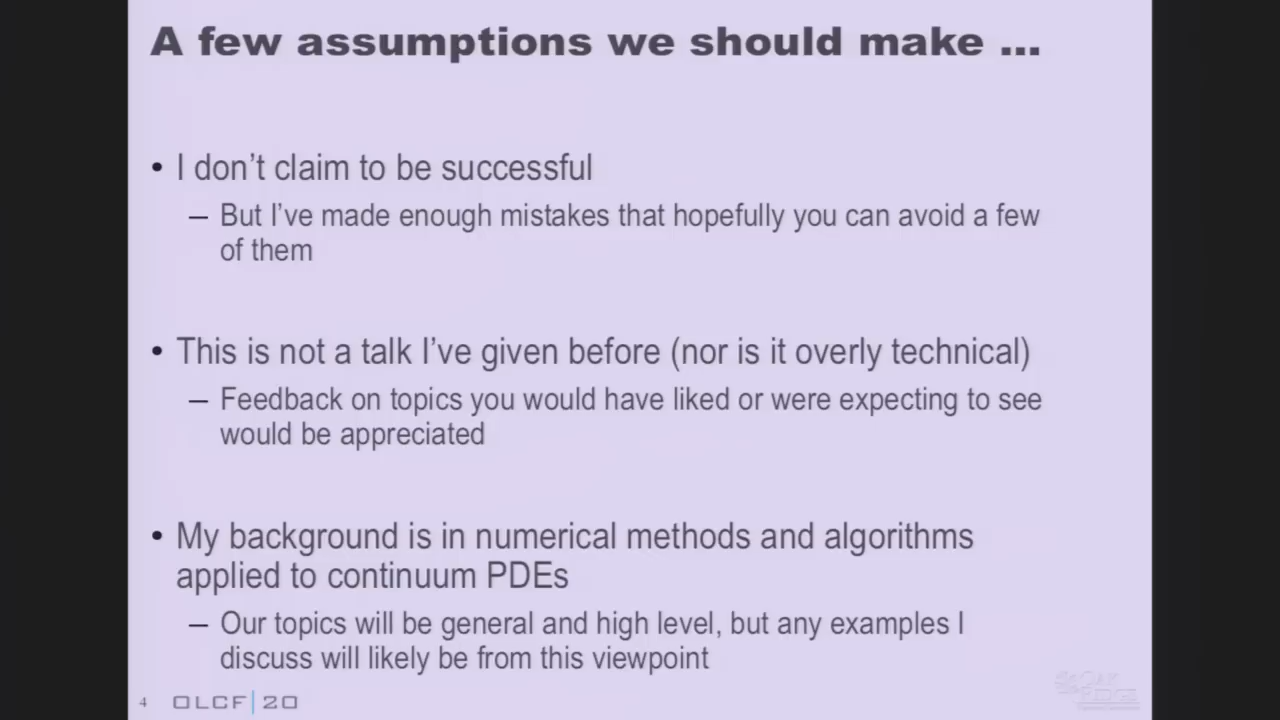 A few assumptions we should make ...
• I don't claim to be successful
– But I've made enough mistakes that hopefully you can avoid a few
of them
• This is not a talk I've given before (nor is it overly technical)
– Feedback on topics you would have liked or were expecting to see
would be appreciated
• My background is in numerical methods and algorithms
applied to continuum PDEs
– Our topics will be general and high level, but any examples I
discuss will likely be from this viewpoint
4 OLCF|20
OAK
RIDGE